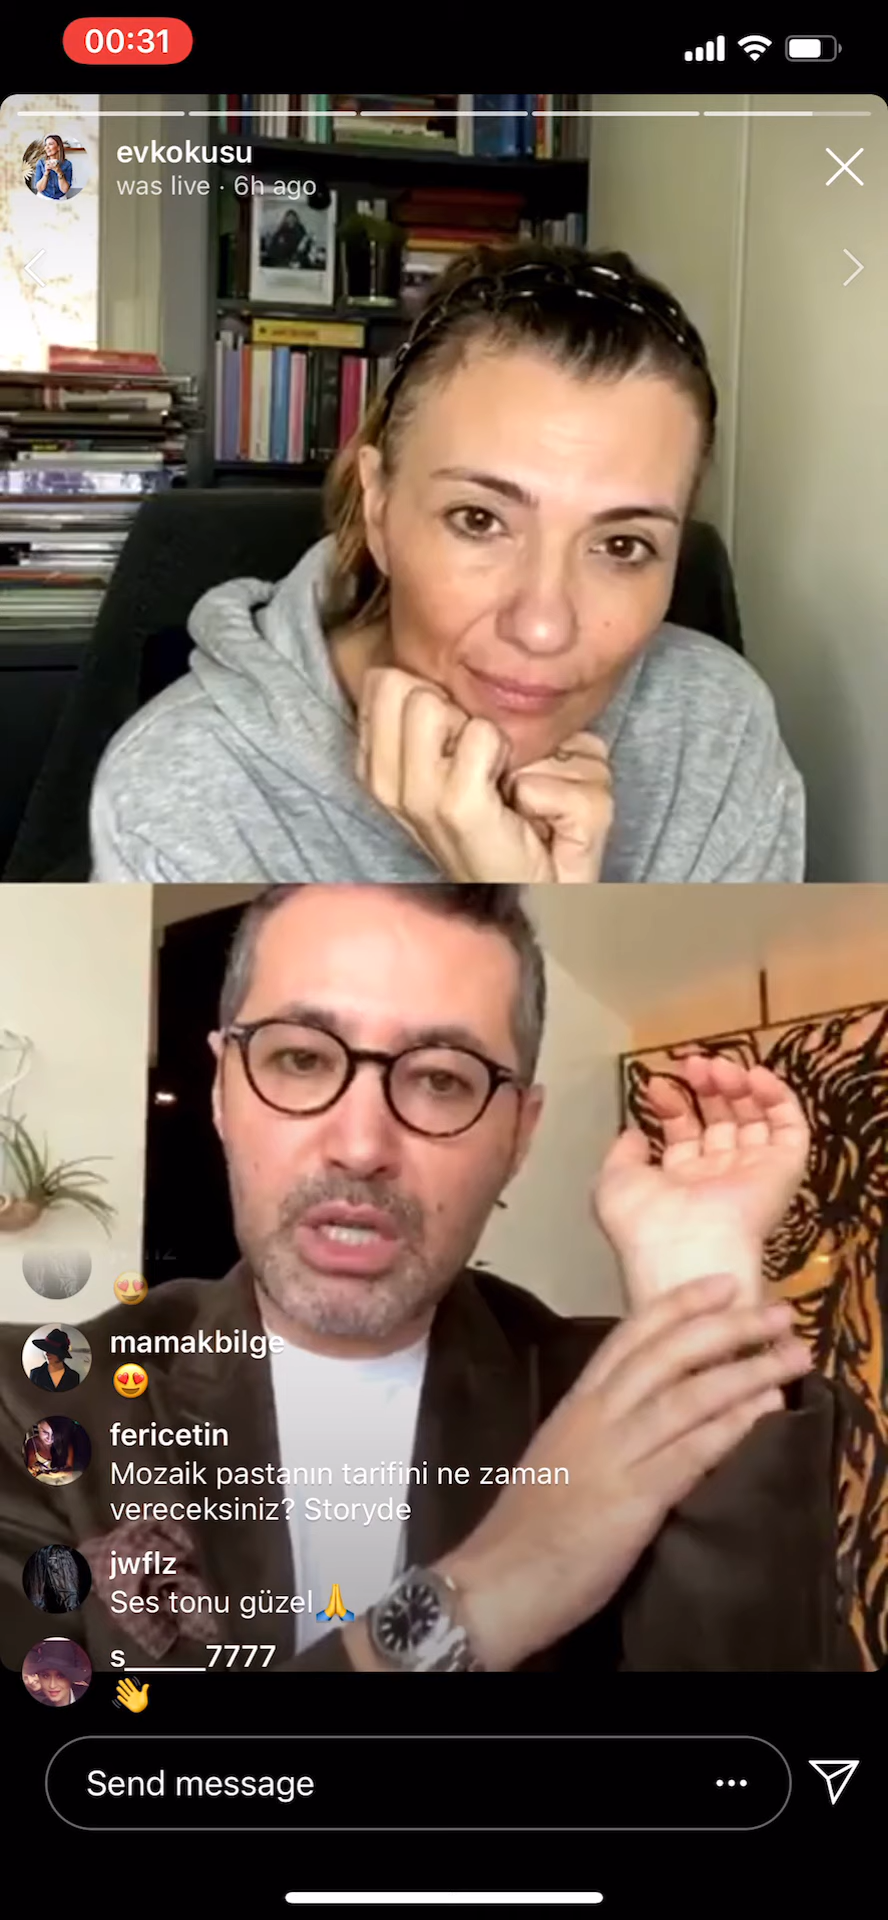 00:31
evkokusu
was live · 6h ago
mamakbilge
😍
fericetin
Mozaik pastanın tarifini ne zaman
vereceksiniz? Storyde
jwflz
Ses tonu güzel🙏
s_____7777
👋
Send message